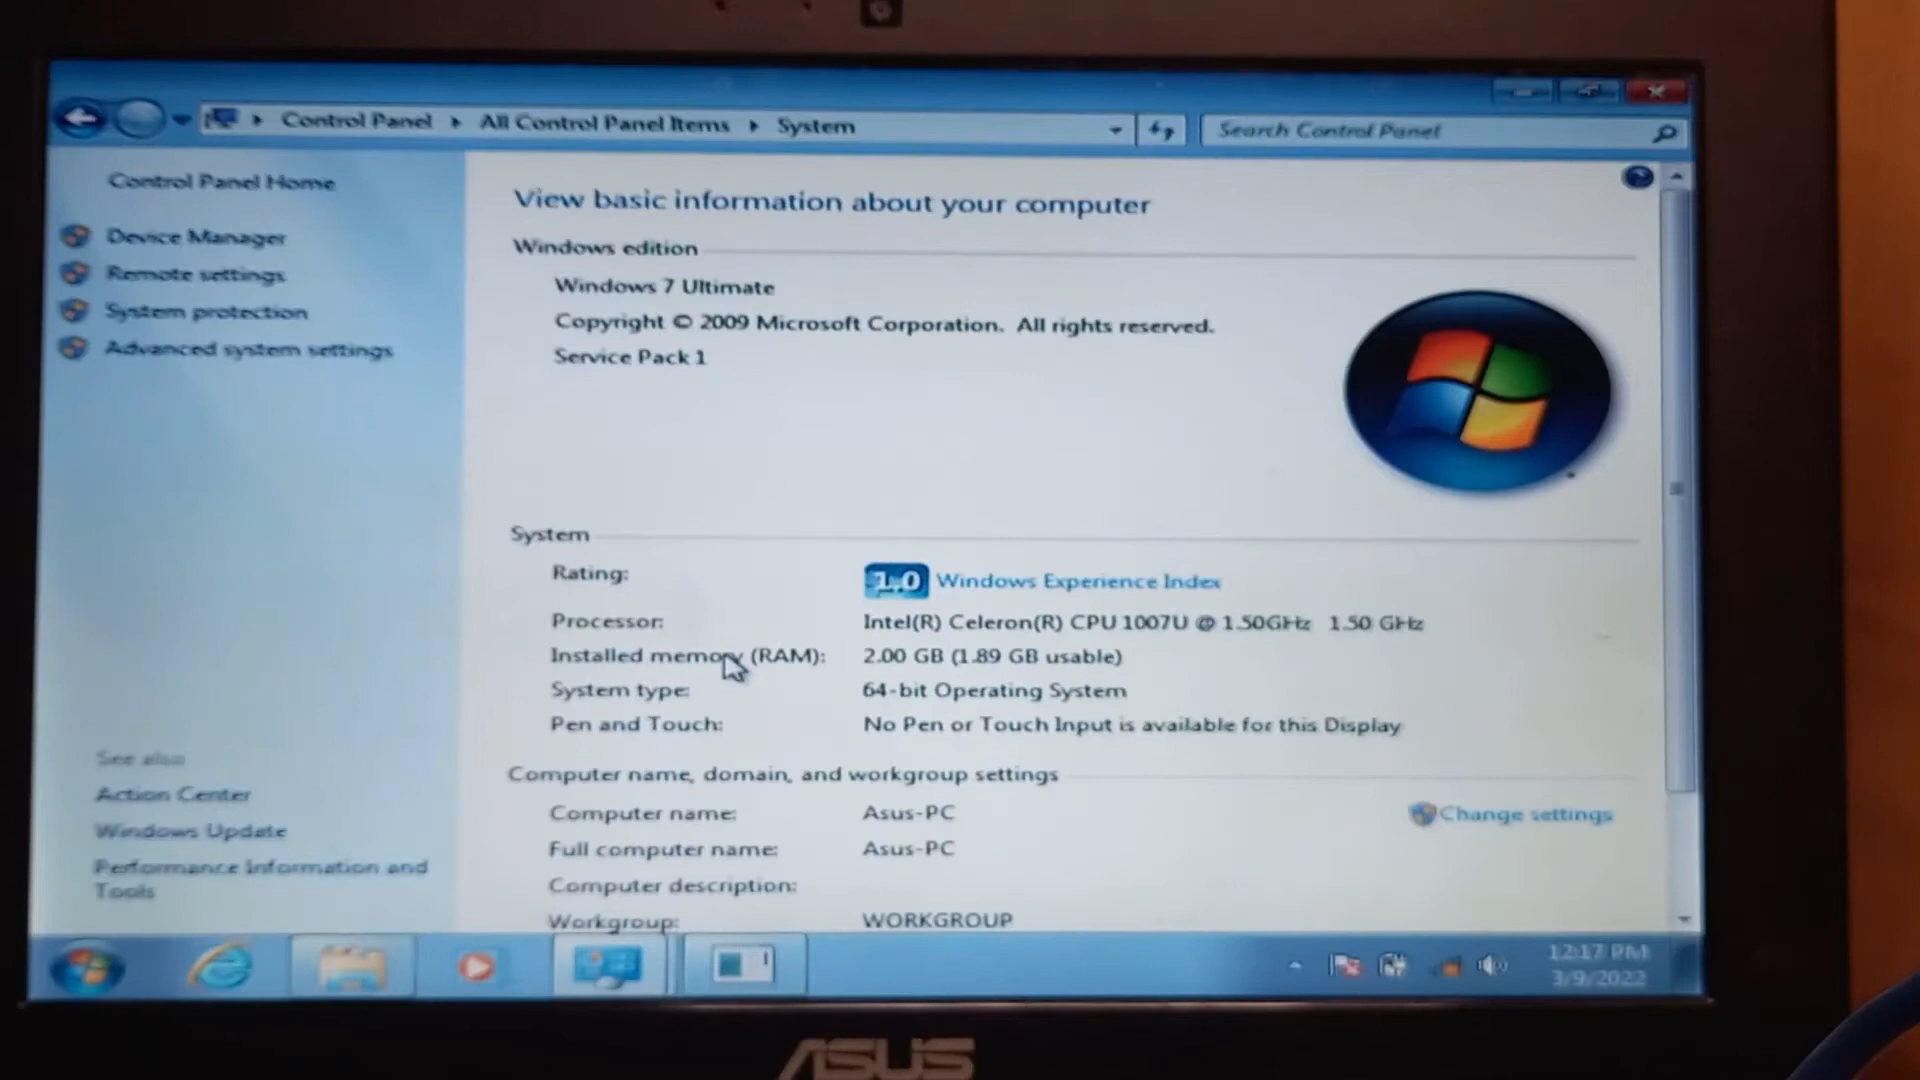 Control Panel All Control Panel Items System
Search Control Panel
Control Panel Home
Device Manager
Remote settings
System protection
Advanced system settings
See also
Action Center
Windows Update
Performance Information and
Tools
View basic information about your computer
Windows edition
Windows 7 Ultimate
Copyright © 2009 Microsoft Corporation. All rights reserved.
Service Pack 1
System
Rating: 1.0 Windows Experience Index
Processor: Intel(R) Celeron(R) CPU 1007U @ 1.50GHz 1.50 GHz
Installed memory (RAM): 2.00 GB (1.89 GB usable)
System type: 64-bit Operating System
Pen and Touch: No Pen or Touch Input is available for this Display
Computer name, domain, and workgroup settings
Computer name: Asus-PC
Change settings
Full computer name: Asus-PC
Computer description:
Workgroup: WORKGROUP
12:17 PM
3/9/2022
ASUS